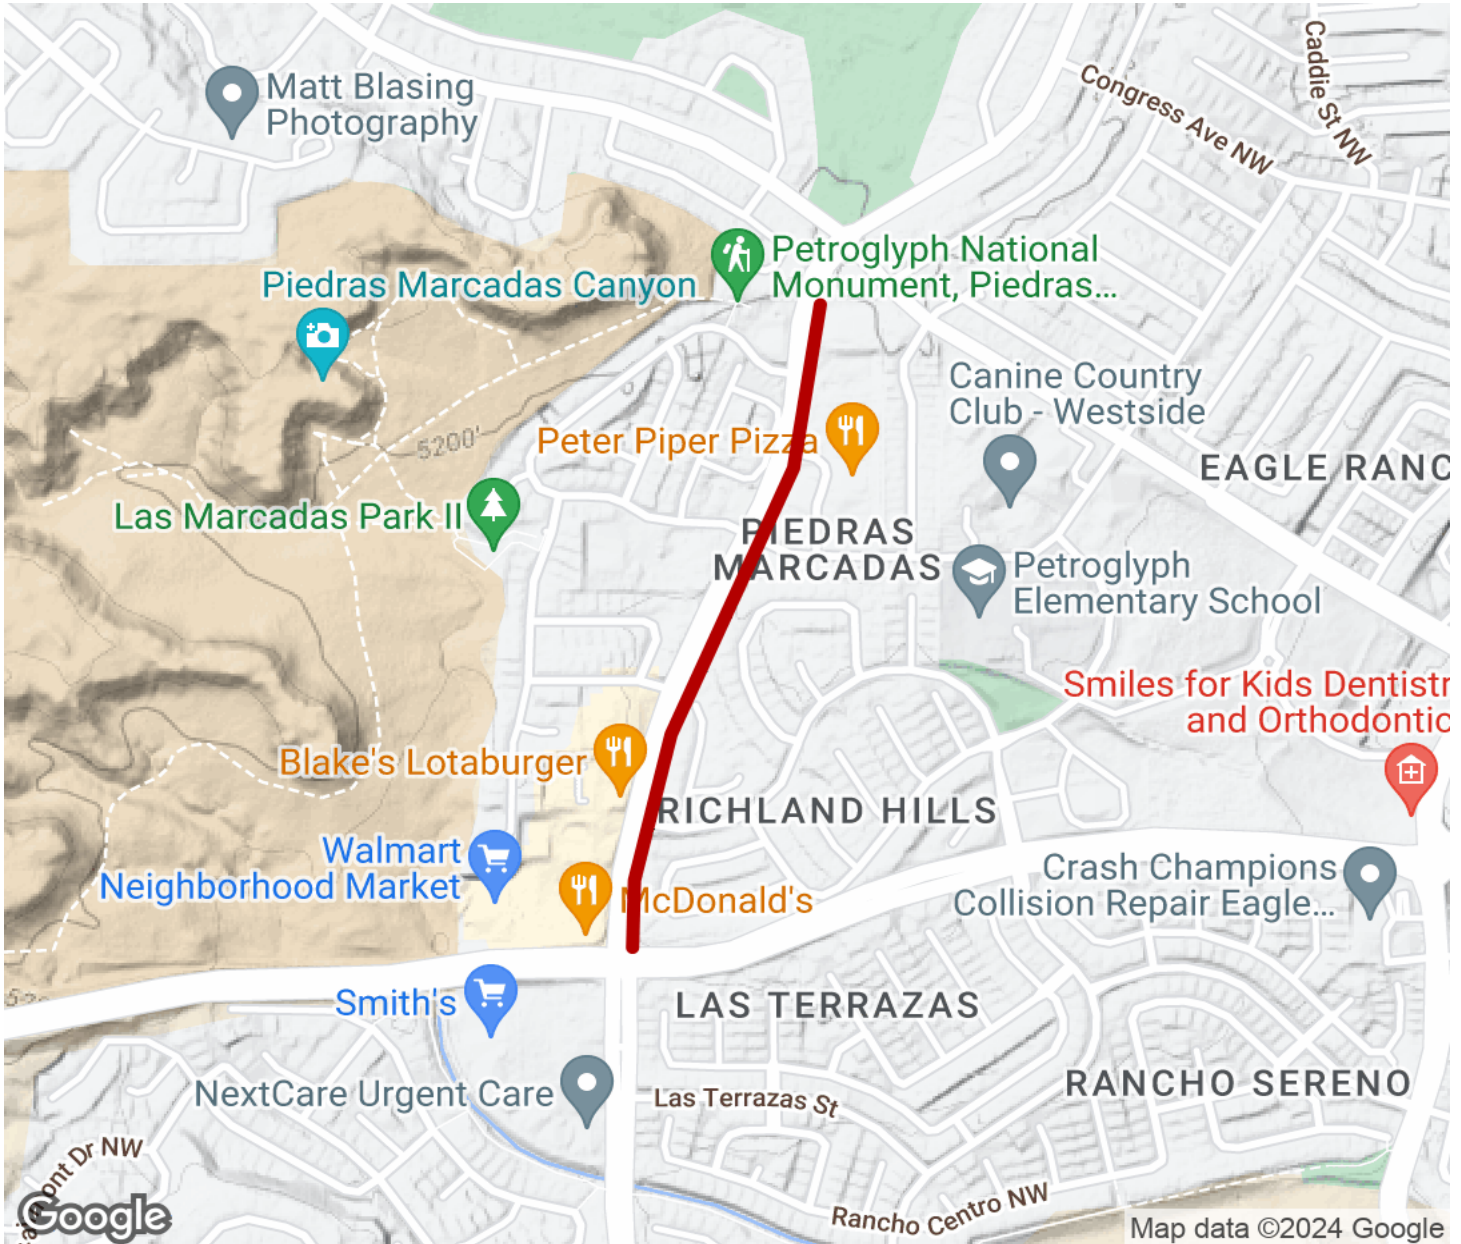 Caddie St NW
Matt Blasing
Photography
Congress Ave NW
Petroglyph National
Monument, Piedras...
Piedras Marcadas Canyon
Canine Country
Club - Westside
5200'
Peter Piper Pizza
EAGLE RANC
Las Marcadas Park II
PIEDRAS
MARCADAS
Petroglyph
Elementary School
Smiles for Kids Dentistr
and Orthodontic
Blake's Lotaburger
RICHLAND HILLS
Walmart
Neighborhood Market
McDonald's
Crash Champions
Collision Repair Eagle...
Smith's
LAS TERRAZAS
NextCare Urgent Care
Las Terrazas St
RANCHO SERENO
ont Dr NW
Rancho Centro NW
Google
Map data ©2024 Google